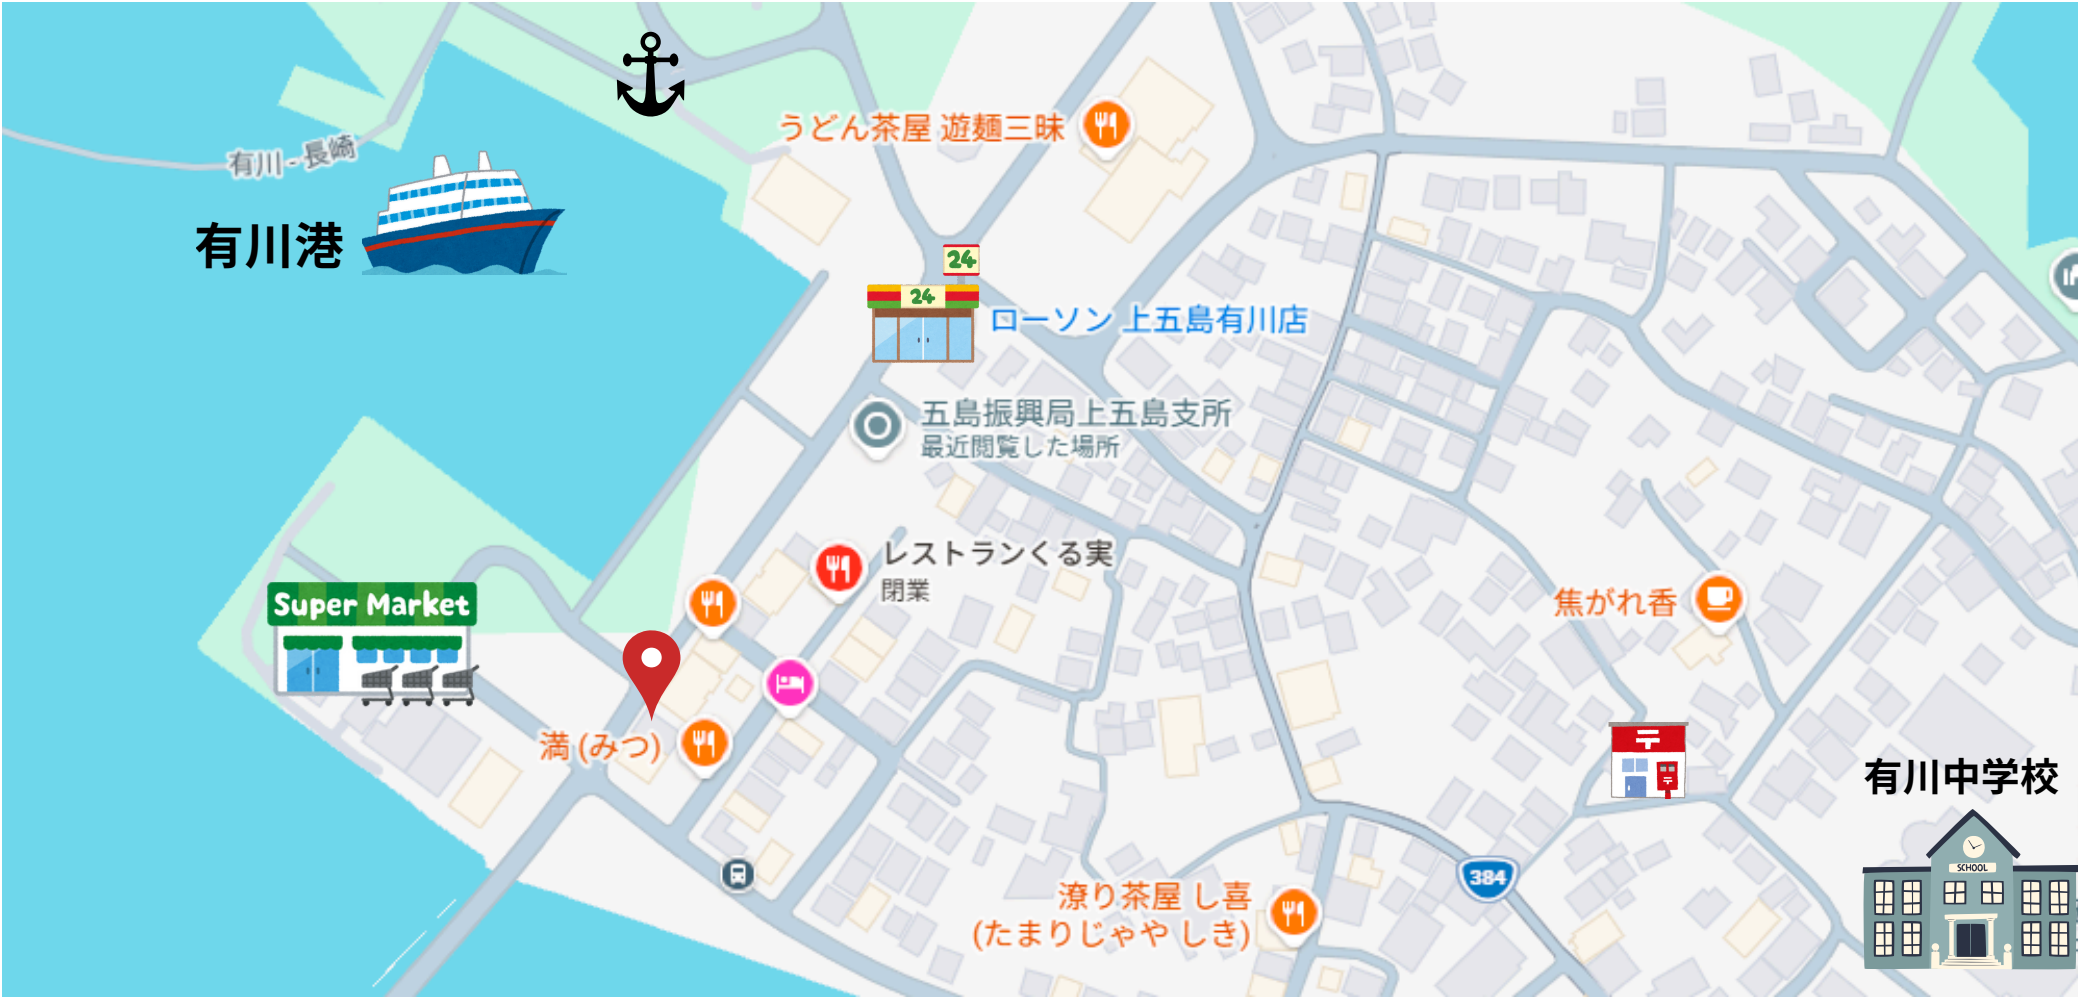 うどん茶屋 遊麺三昧
有川 - 長崎
有川港
24
24
ローソン 上五島有川店
五島振興局上五島支所
最近閲覧した場所
レストランくる実
閉業
Super Market
焦がれ香
満 (みつ)
〒
〒
有川中学校
SCHOOL
384
潦り茶屋 し喜
(たまりじゃや しき)